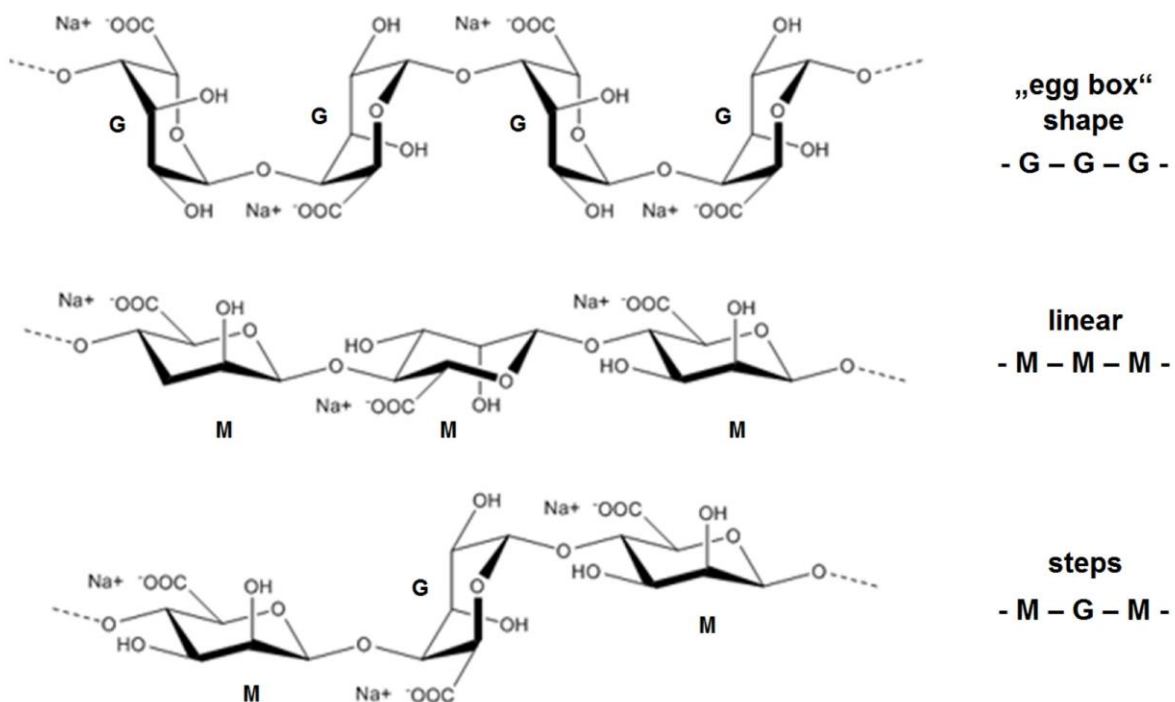 Na+ ⁻OOC OH Na+ ⁻OOC OH
O O O
OH G OH G
G O O G O O
„egg box“
shape
OH OH
O O
- G – G – G -
OH Na+ ⁻OOC OH Na+ ⁻OOC
Na+ ⁻OOC OH Na+ ⁻OOC OH
linear
O O O O
O HO HO O
- M – M – M -
O
Na+ ⁻OOC OH
M M M
OH Na+ ⁻OOC OH
O O
steps
Na+ ⁻OOC OH G O HO O
O
- M – G – M -
O HO O OH M
M Na+ ⁻OOC